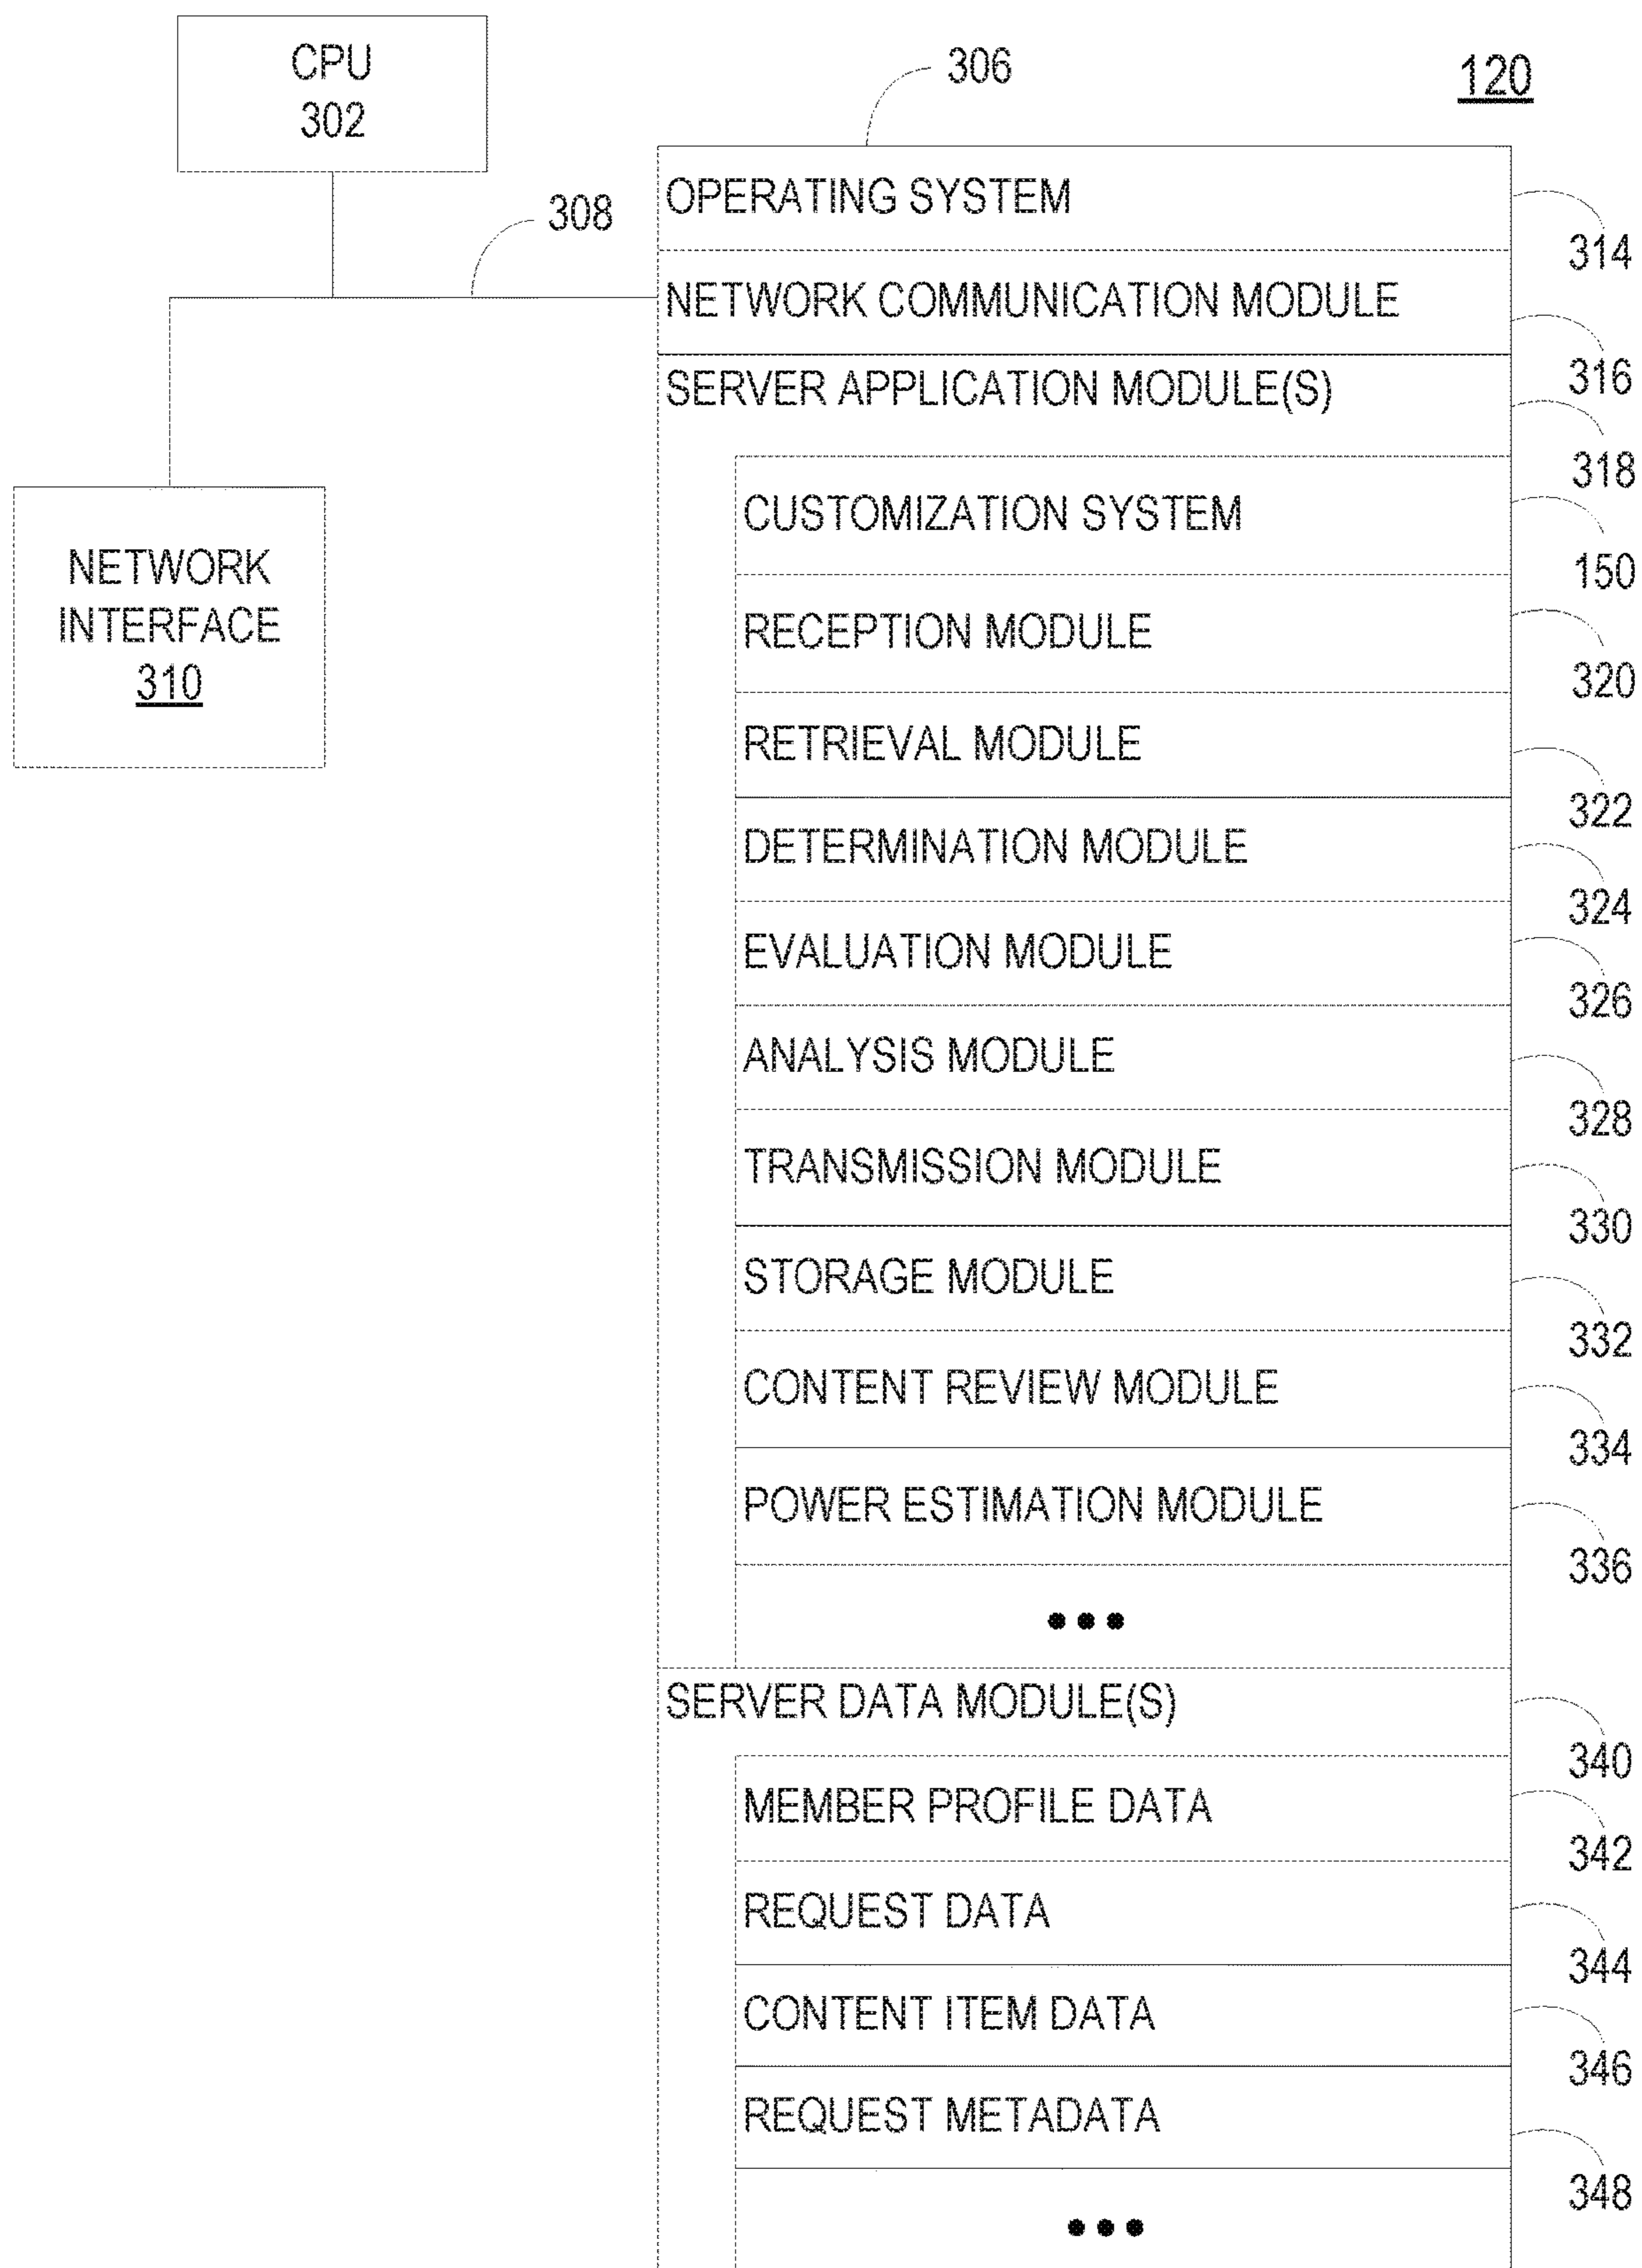 CPU
302
306
120
308
OPERATING SYSTEM
314
NETWORK COMMUNICATION MODULE
316
SERVER APPLICATION MODULE(S)
318
CUSTOMIZATION SYSTEM
150
NETWORK
INTERFACE
310
RECEPTION MODULE
320
RETRIEVAL MODULE
322
DETERMINATION MODULE
324
EVALUATION MODULE
326
ANALYSIS MODULE
328
TRANSMISSION MODULE
330
STORAGE MODULE
332
CONTENT REVIEW MODULE
334
POWER ESTIMATION MODULE
336
•••
SERVER DATA MODULE(S)
340
MEMBER PROFILE DATA
342
REQUEST DATA
344
CONTENT ITEM DATA
346
REQUEST METADATA
348
•••